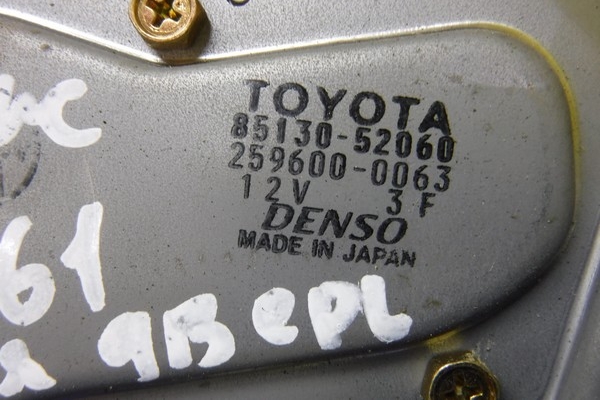 TOYOTA
85130-52060
259600-0063
12V 3F
DENSO
MADE IN JAPAN
61